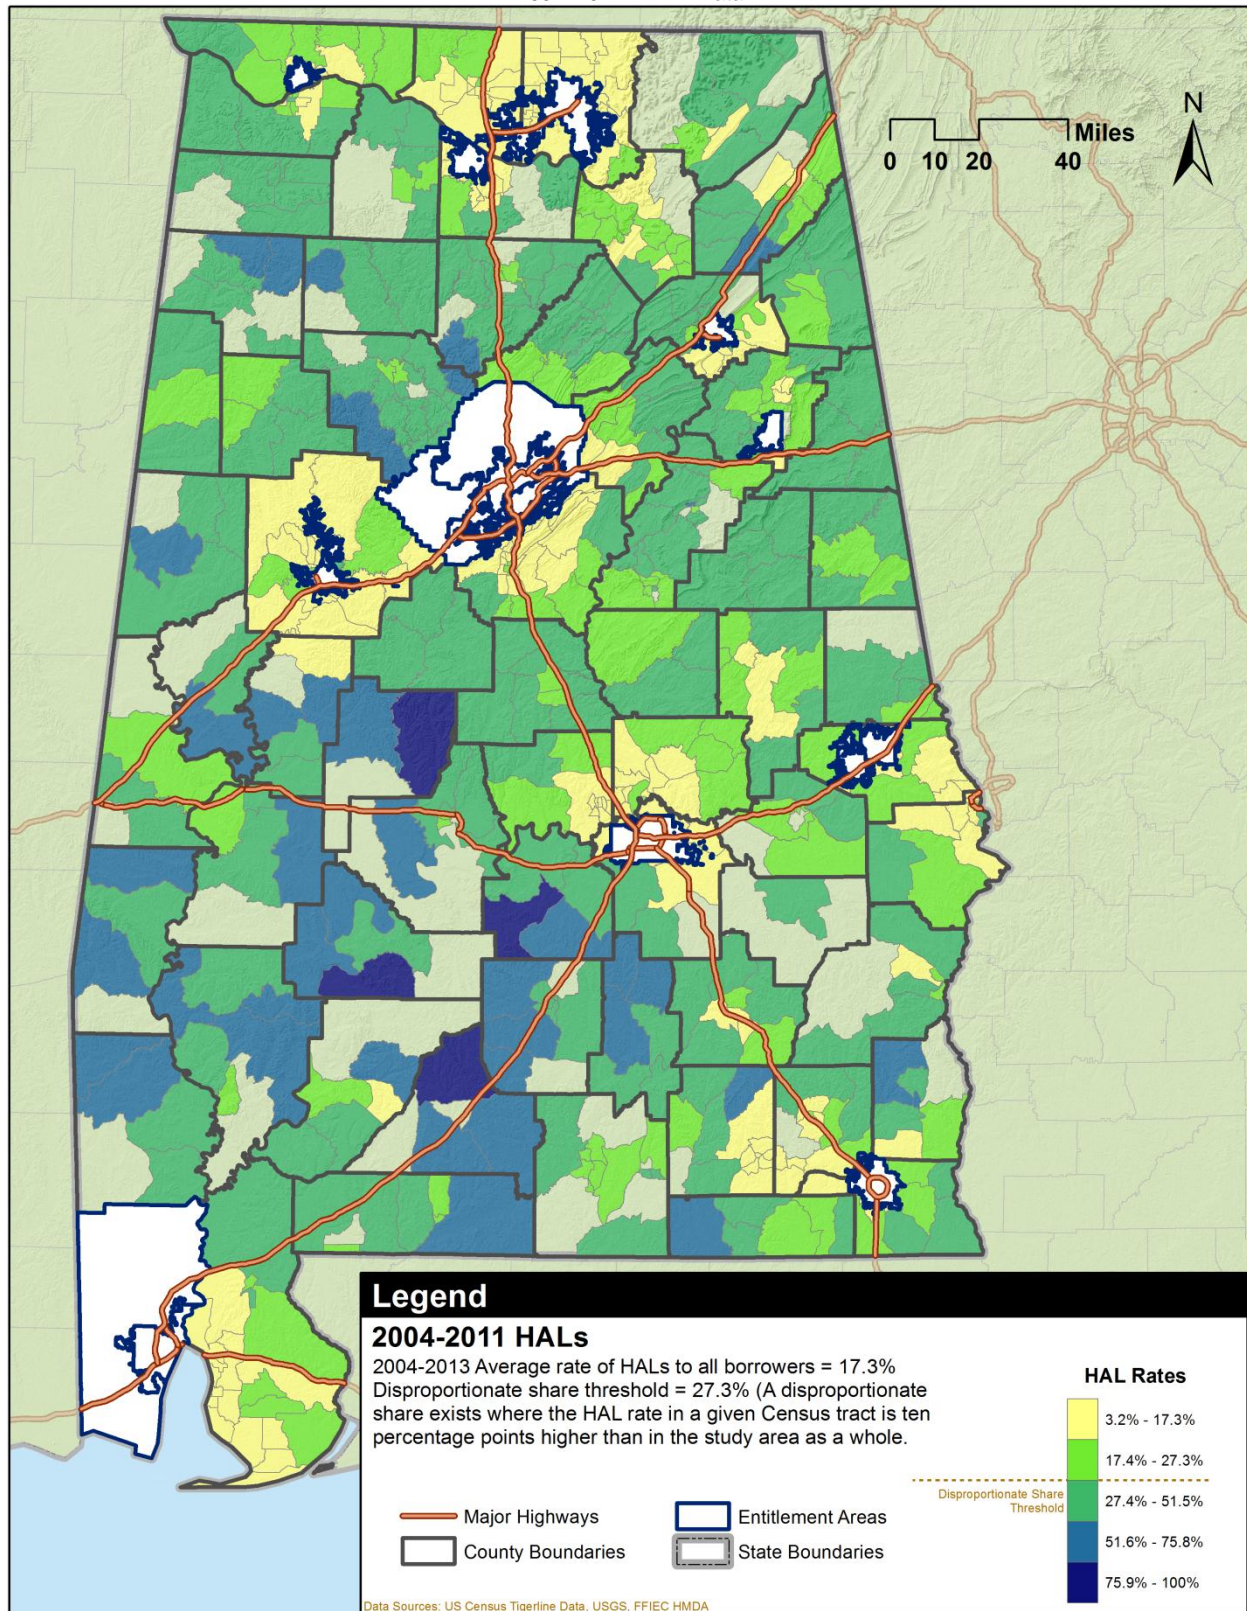 N
Miles
0 10 20 40
Legend
2004-2011 HALs
2004-2013 Average rate of HALs to all borrowers = 17.3%
Disproportionate share threshold = 27.3% (A disproportionate
share exists where the HAL rate in a given Census tract is ten
percentage points higher than in the study area as a whole.
HAL Rates
3.2% - 17.3%
17.4% - 27.3%
Disproportionate Share
Threshold
27.4% - 51.5%
51.6% - 75.8%
75.9% - 100%
Major Highways
Entitlement Areas
County Boundaries
State Boundaries
Data Sources: US Census Tigerline Data, USGS, FFIEC HMDA